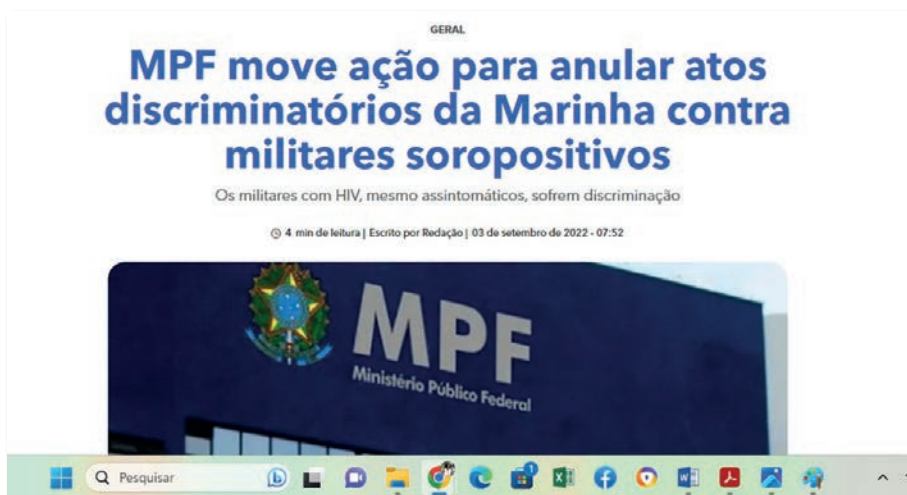 GERAL
MPF move ação para anular atos
discriminatórios da Marinha contra
militares soropositivos
Os militares com HIV, mesmo assintomáticos, sofrem discriminação
4 min de leitura | Escrito por Redação | 03 de setembro de 2022 - 07:52
MPF
Ministério Público Federal
Pesquisar